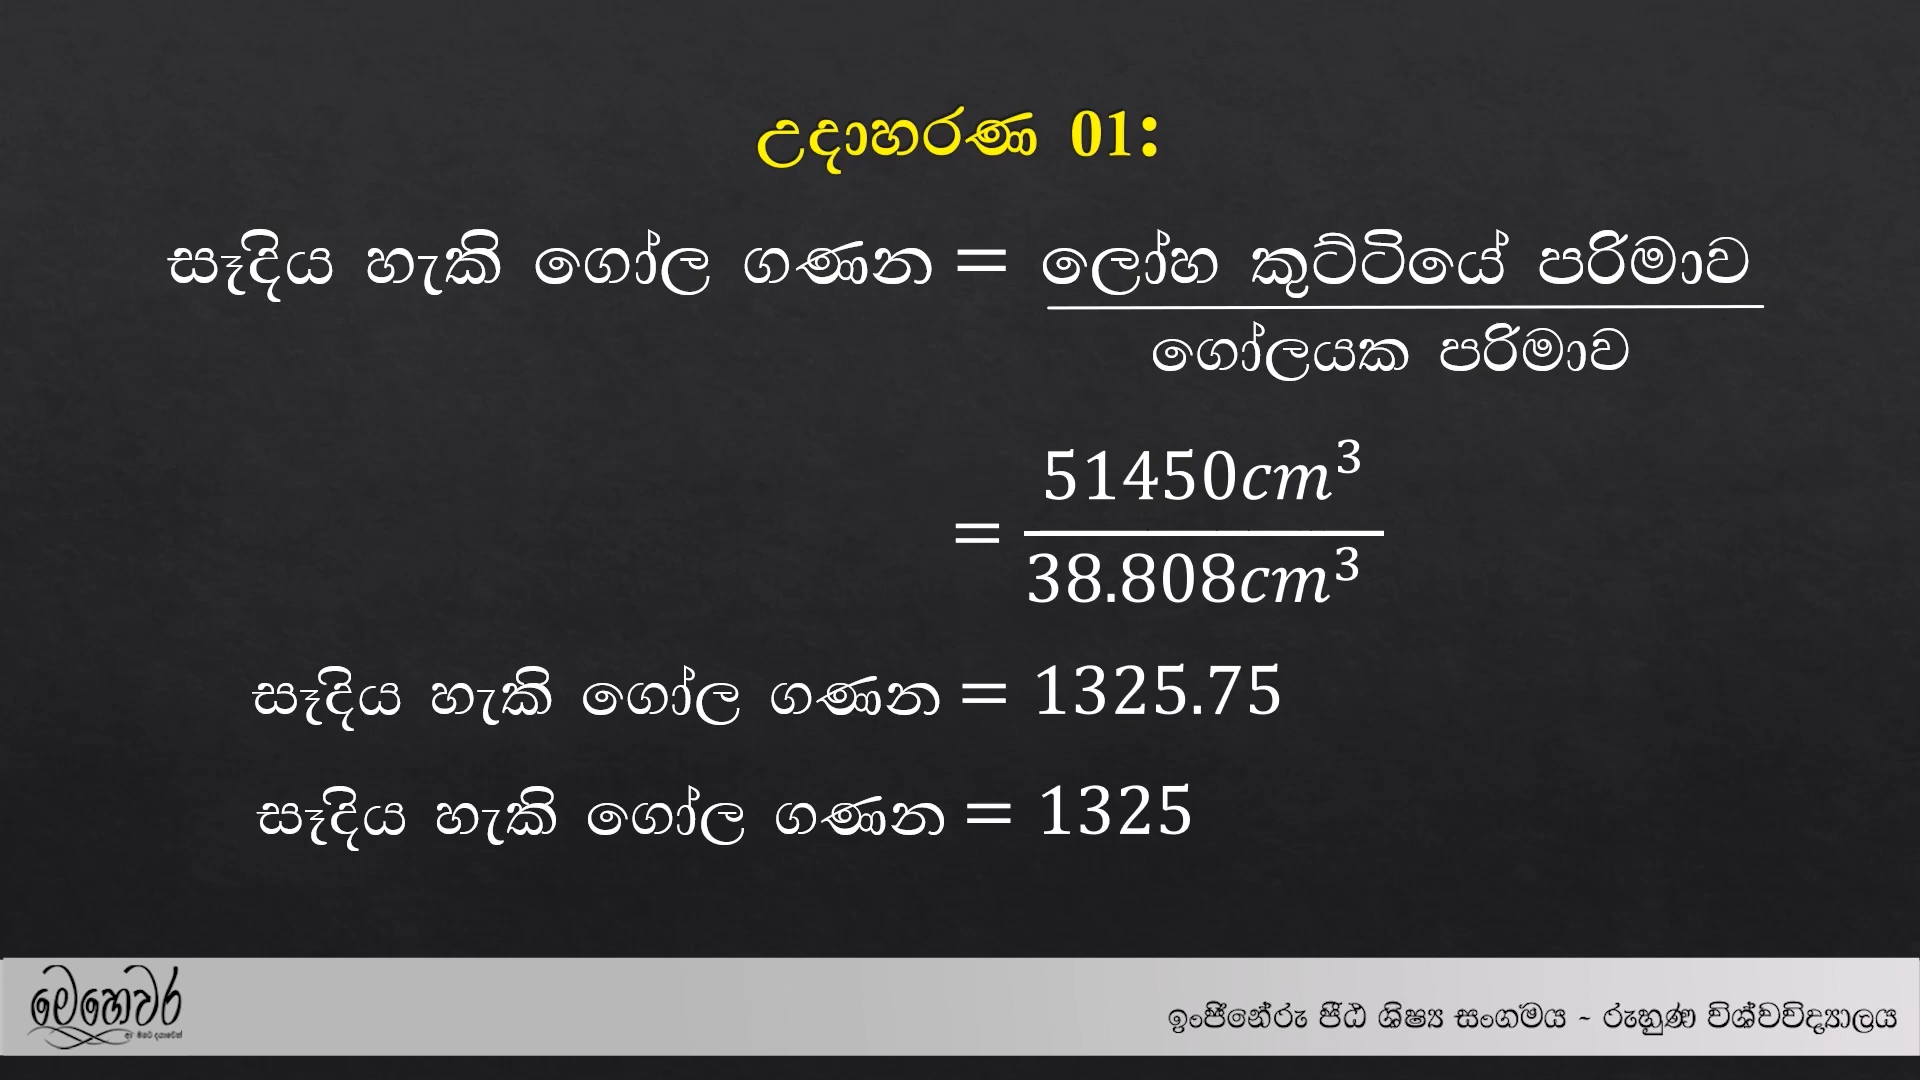 උදාහරණ 01:
සෑදිය හැකි ගෝල ගණන = ලෝහ කුට්ටියේ පරිමාව
ගෝලයක පරිමාව
= 51450cm³
38.808cm³
සෑදිය හැකි ගෝල ගණන = 1325.75
සෑදිය හැකි ගෝල ගණන = 1325
මෙහෙවර
ඉංජිනේරු පීඨ ශිෂ්‍ය සංගමය ~ රුහුණ විශ්වවිද්‍යාලය